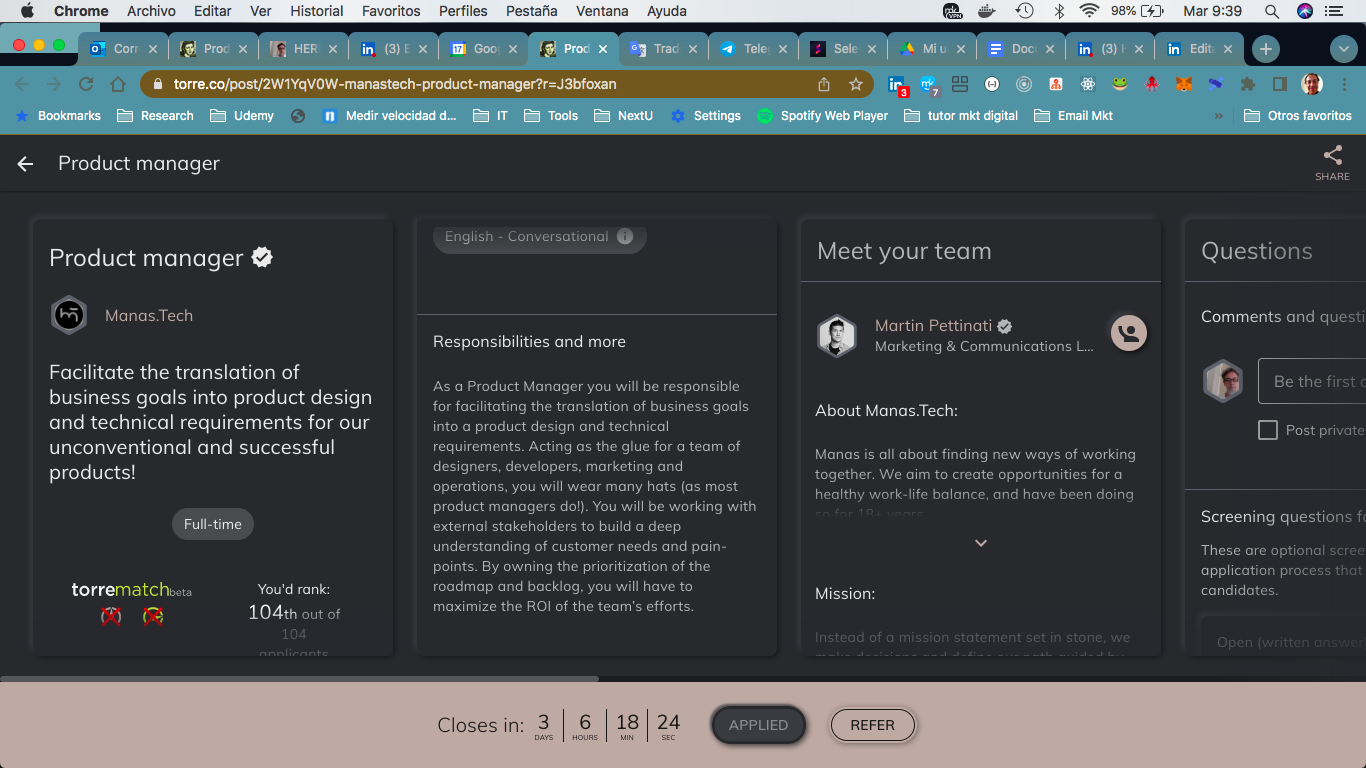 Chrome Archivo Editar Ver Historial Favoritos Perfiles Pestaña Ventana Ayuda 98% Mar 9:39
Corr Prod HER (3) E Goo Prod Trad Tele Sele Mi u Docu (3) H Edit
torre.co/post/2W1YqV0W-manastech-product-manager?r=J3bfoxan 3 7
Bookmarks Research Udemy Medir velocidad d... IT Tools NextU Settings Spotify Web Player tutor mkt digital Email Mkt » Otros favoritos
Product manager
SHARE
Product manager
Manas.Tech
Facilitate the translation of
business goals into product design
and technical requirements for our
unconventional and successful
products!
Full-time
torrematch beta
You'd rank:
104th out of
104
applicants
English - Conversational
Responsibilities and more
As a Product Manager you will be responsible
for facilitating the translation of business goals
into a product design and technical
requirements. Acting as the glue for a team of
designers, developers, marketing and
operations, you will wear many hats (as most
product managers do!). You will be working with
external stakeholders to build a deep
understanding of customer needs and pain-
points. By owning the prioritization of the
roadmap and backlog, you will have to
maximize the ROI of the team's efforts.
Meet your team
Martin Pettinati
Marketing & Communications L...
About Manas.Tech:
Manas is all about finding new ways of working
together. We aim to create opportunities for a
healthy work-life balance, and have been doing
so for 18+ years
Mission:
Instead of a mission statement set in stone, we
make decisions and define our path guided by
Questions
Comments and questi
Be the first o
Post private
Screening questions fo
These are optional scree
application process that
candidates.
Open (written answer)
Closes in: 3 6 18 24
DAYS HOURS MIN SEC
APPLIED
REFER